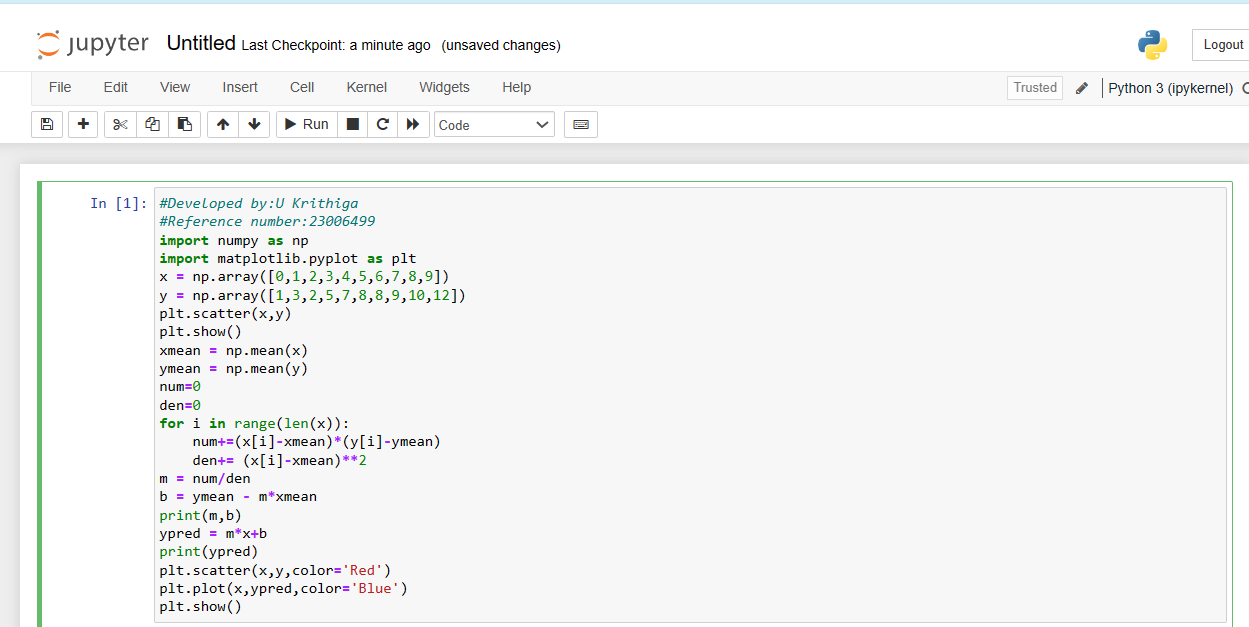 jupyter Untitled Last Checkpoint: a minute ago (unsaved changes)
Logout
File Edit View Insert Cell Kernel Widgets Help
Trusted Python 3 (ipykernel)
Run Code
In [1]:
#Developed by:U Krithiga
#Reference number:23006499
import numpy as np
import matplotlib.pyplot as plt
x = np.array([0,1,2,3,4,5,6,7,8,9])
y = np.array([1,3,2,5,7,8,8,9,10,12])
plt.scatter(x,y)
plt.show()
xmean = np.mean(x)
ymean = np.mean(y)
num=0
den=0
for i in range(len(x)):
    num+=(x[i]-xmean)*(y[i]-ymean)
    den+= (x[i]-xmean)**2
m = num/den
b = ymean - m*xmean
print(m,b)
ypred = m*x+b
print(ypred)
plt.scatter(x,y,color='Red')
plt.plot(x,ypred,color='Blue')
plt.show()